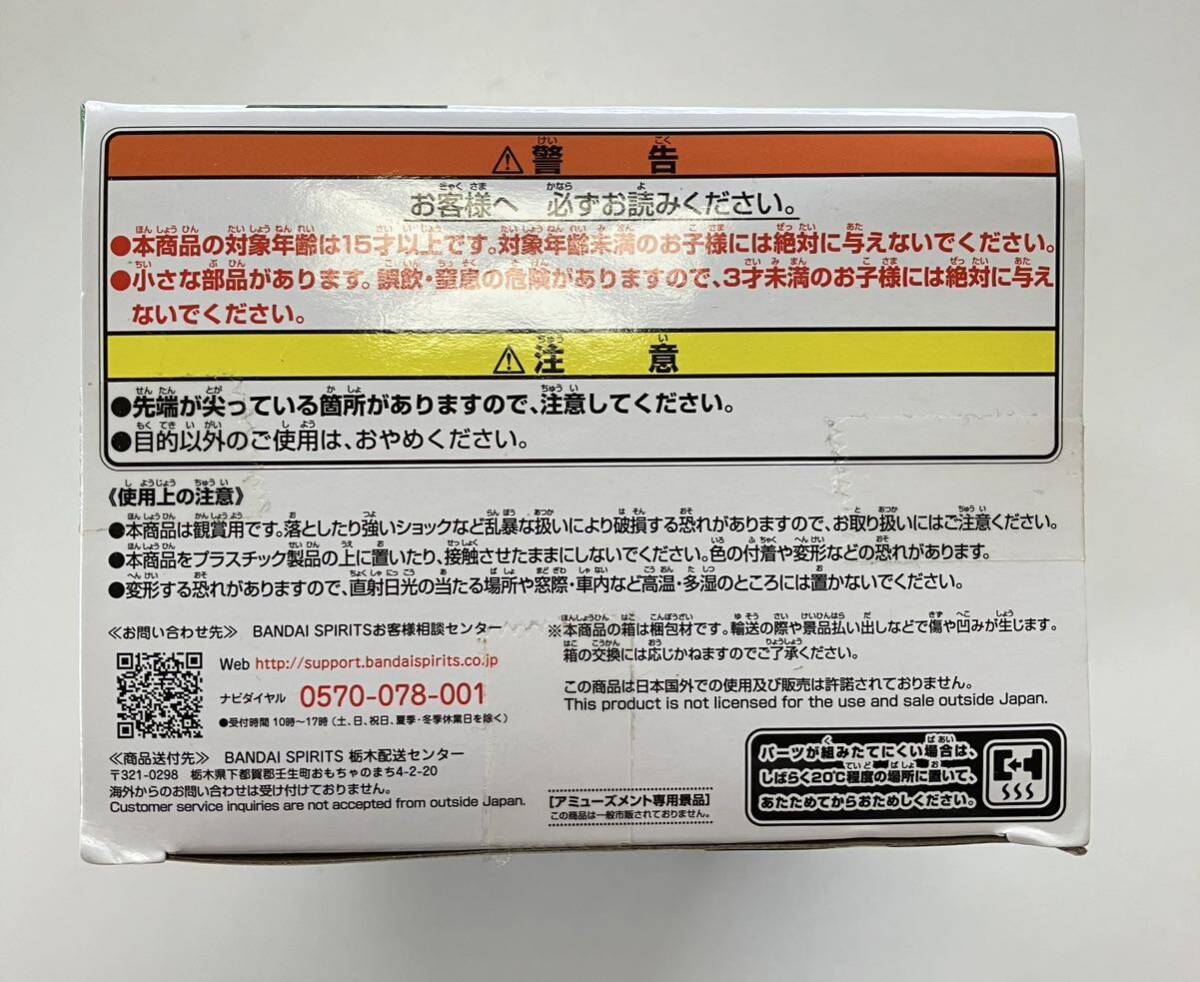 ⚠警告
お客様へ 必ずお読みください。
●本商品の対象年齢は15才以上です。対象年齢未満のお子様には絶対に与えないでください。
●小さな部品があります。誤飲・窒息の危険がありますので、3才未満のお子様には絶対に与え
ないでください。
⚠注意
●先端が尖っている箇所がありますので、注意してください。
●目的以外のご使用は、おやめください。
《使用上の注意》
●本商品は観賞用です。落としたり強いショックなど乱暴な扱いにより破損する恐れがありますので、お取り扱いにはご注意ください。
●本商品をプラスチック製品の上に置いたり、接触させたままにしないでください。色の付着や変形などの恐れがあります。
●変形する恐れがありますので、直射日光の当たる場所や窓際・車内など高温・多湿のところには置かないでください。
≪お問い合わせ先≫ BANDAI SPIRITSお客様相談センター
Web http://support.bandaispirits.co.jp
ナビダイヤル 0570-078-001
●受付時間 10時～17時（土、日、祝日、夏季・冬季休業日を除く）
≪商品送付先≫ BANDAI SPIRITS 栃木配送センター
〒321-0298 栃木県下都賀郡壬生町おもちゃのまち4-2-20
海外からのお問い合わせは受け付けておりません。
Customer service inquiries are not accepted from outside Japan.
※本商品の箱は梱包材です。輸送の際や景品払い出しなどで傷や凹みが生じます。
箱の交換には応じかねますのでご了承ください。
この商品は日本国外での使用及び販売は許諾されておりません。
This product is not licensed for the use and sale outside Japan.
[アミューズメント専用景品]
この商品は一般市販されておりません。
パーツが組みたてにくい場合は、
しばらく20℃程度の場所に置いて、
あたためてからおためしください。